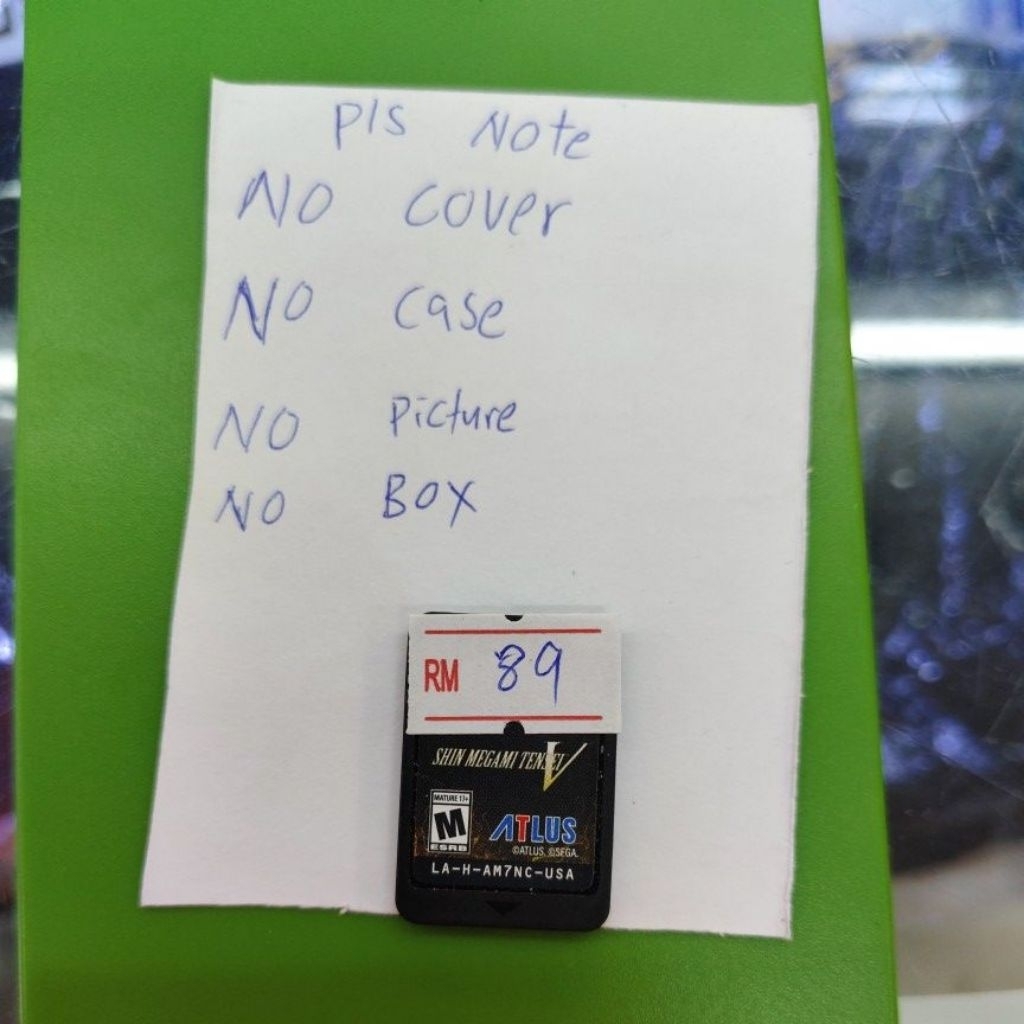 Pls Note
NO cover
NO case
NO Picture
NO BOX
RM 89
SHIN MEGAMI TENSEI V
MATURE 17+
M
ESRB
ATLUS
©ATLUS. ©SEGA.
LA-H-AM7NC-USA